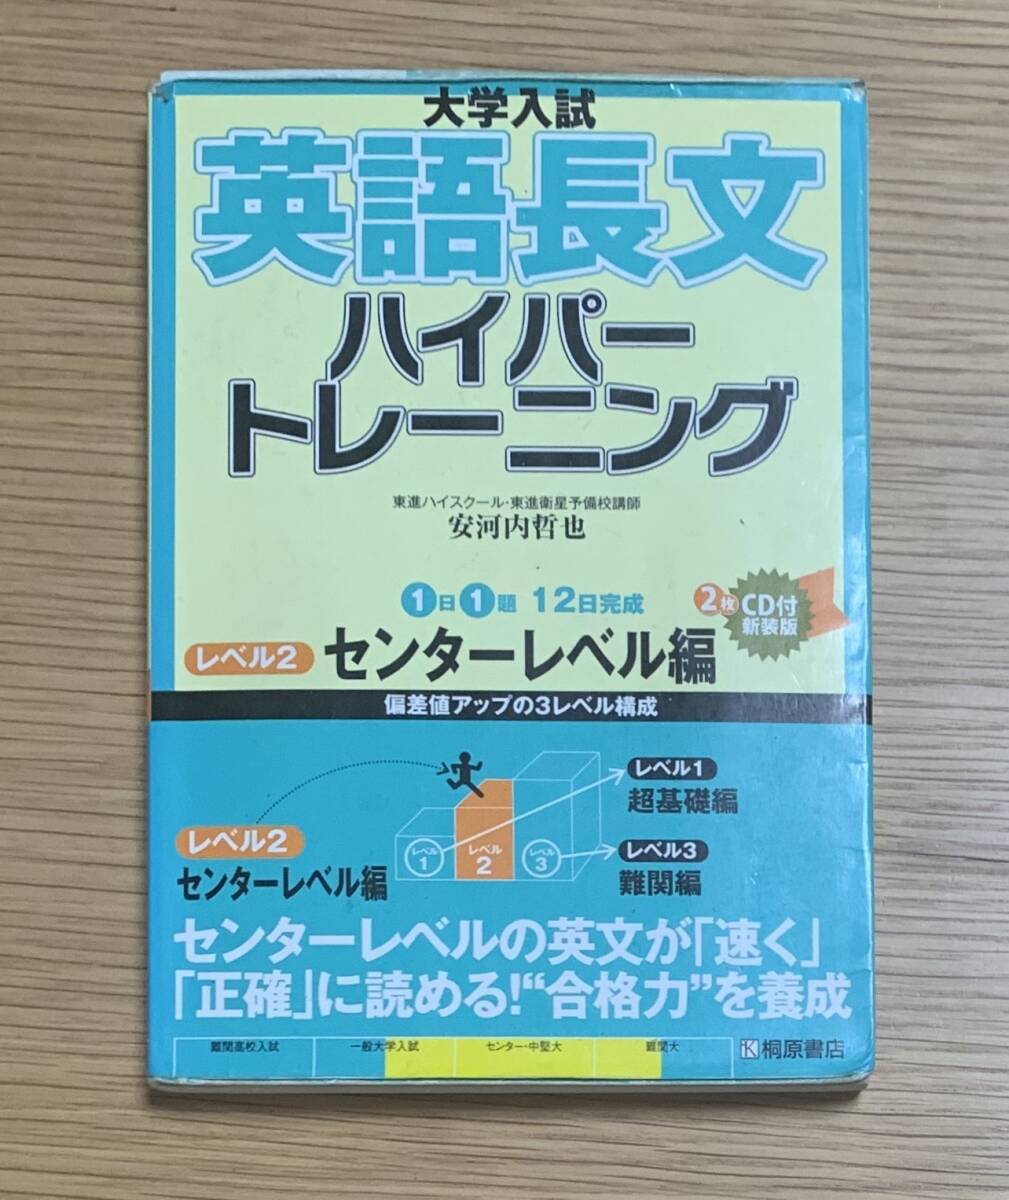 大学入試
英語長文
ハイパー
トレーニング
東進ハイスクール・東進衛星予備校講師
安河内哲也
1日1題 12日完成
2枚 CD付
新装版
レベル2 センターレベル編
偏差値アップの3レベル構成
レベル1
超基礎編
レベル2
センターレベル編
レベル
1
レベル
2
レベル
3
レベル3
難関編
センターレベルの英文が「速く」
「正確」に読める!“合格力”を養成
難関高校入試 一般大学入試 センター・中堅大 難関大
桐原書店